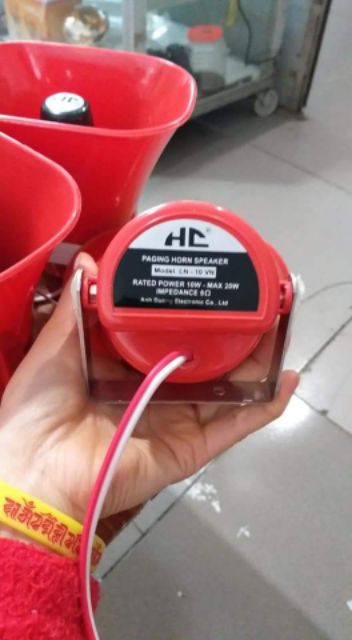 HC
HC
PAGING HORN SPEAKER
Model: LN - 10 VN
RATED POWER 10W - MAX 20W
IMPEDANCE 8Ω
Anh Duong Electronic Co., Ltd